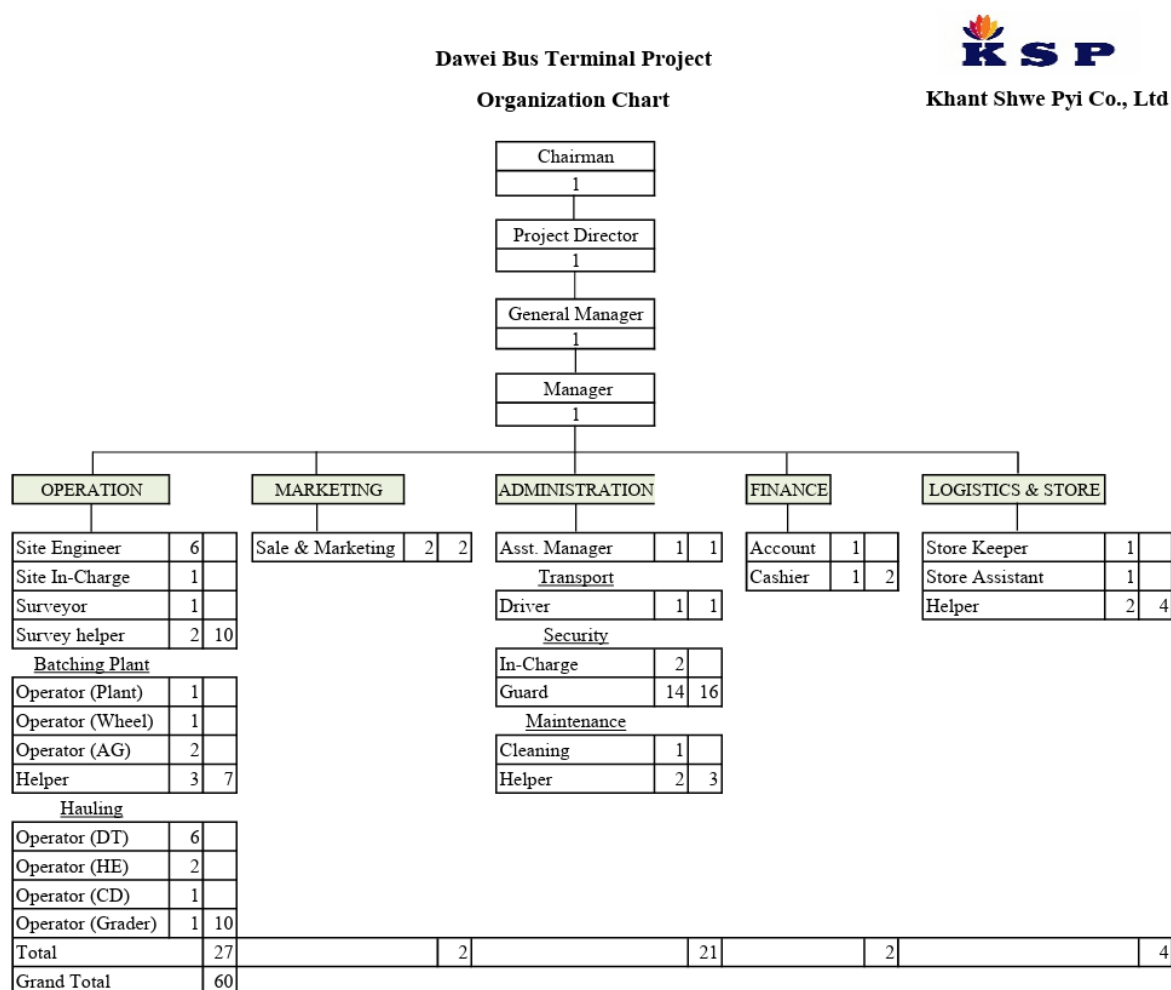 KSP
Dawei Bus Terminal Project
Organization Chart
Khant Shwe Pyi Co., Ltd
Chairman
1
Project Director
1
General Manager
1
Manager
1
OPERATION
Site Engineer 6
Site In-Charge 1
Surveyor 1
Survey helper 2 10
Batching Plant
Operator (Plant) 1
Operator (Wheel) 1
Operator (AG) 2
Helper 3 7
Hauling
Operator (DT) 6
Operator (HE) 2
Operator (CD) 1
Operator (Grader) 1 10
MARKETING
Sale & Marketing 2 2
ADMINISTRATION
Asst. Manager 1 1
Transport
Driver 1 1
Security
In-Charge 2
Guard 14 16
Maintenance
Cleaning 1
Helper 2 3
FINANCE
Account 1
Cashier 1 2
LOGISTICS & STORE
Store Keeper 1
Store Assistant 1
Helper 2 4
Total 27 2 21 2 4
Grand Total 60